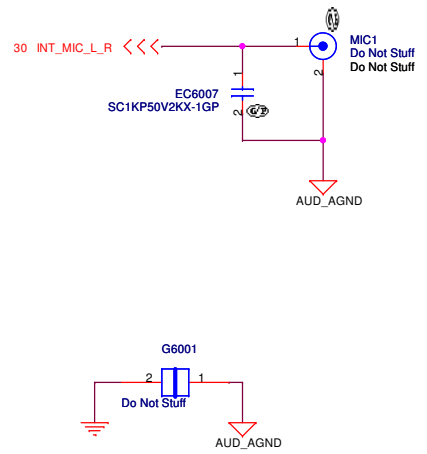 MIC1
30 INT_MIC_L_R
1
Do Not Stuff
2
Do Not Stuff
1
EC6007
SC1KP50V2KX-1GP
2
AUD_AGND
G6001
2
1
Do Not Stuff
AUD_AGND